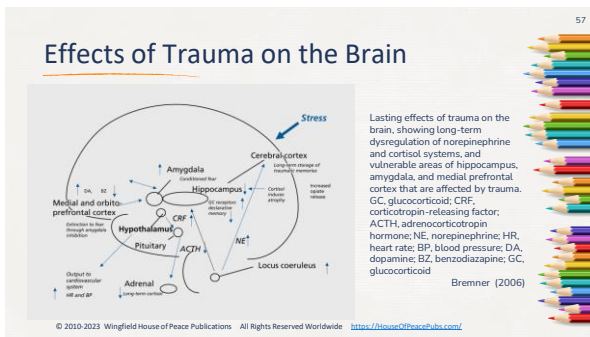 57
Effects of Trauma on the Brain
Stress
Cerebral cortex
Long-term storage of
traumatic memories
Amygdala
Conditioned fear
Hippocampus
DA,
BZ
Cortisol
induces
atrophy
Increased
opiate
release
Medial and orbito-
prefrontal cortex
GC receptors
declarative
memory
Extinction to fear
through amygdala
inhibition
CRF
Hypothalamus
Pituitary
ACTH
NE
Locus coeruleus
Output to
cardiovascular
system
HR and BP
Adrenal
Long-term cortisol
Lasting effects of trauma on the
brain, showing long-term
dysregulation of norepinephrine
and cortisol systems, and
vulnerable areas of hippocampus,
amygdala, and medial prefrontal
cortex that are affected by trauma.
GC, glucocorticoid; CRF,
corticotropin-releasing factor;
ACTH, adrenocorticotropin
hormone; NE, norepinephrine; HR,
heart rate; BP, blood pressure; DA,
dopamine; BZ, benzodiazapine; GC,
glucocorticoid
Bremner (2006)
© 2010-2023 Wingfield House of Peace Publications All Rights Reserved Worldwide https://HouseOfPeacePubs.com/